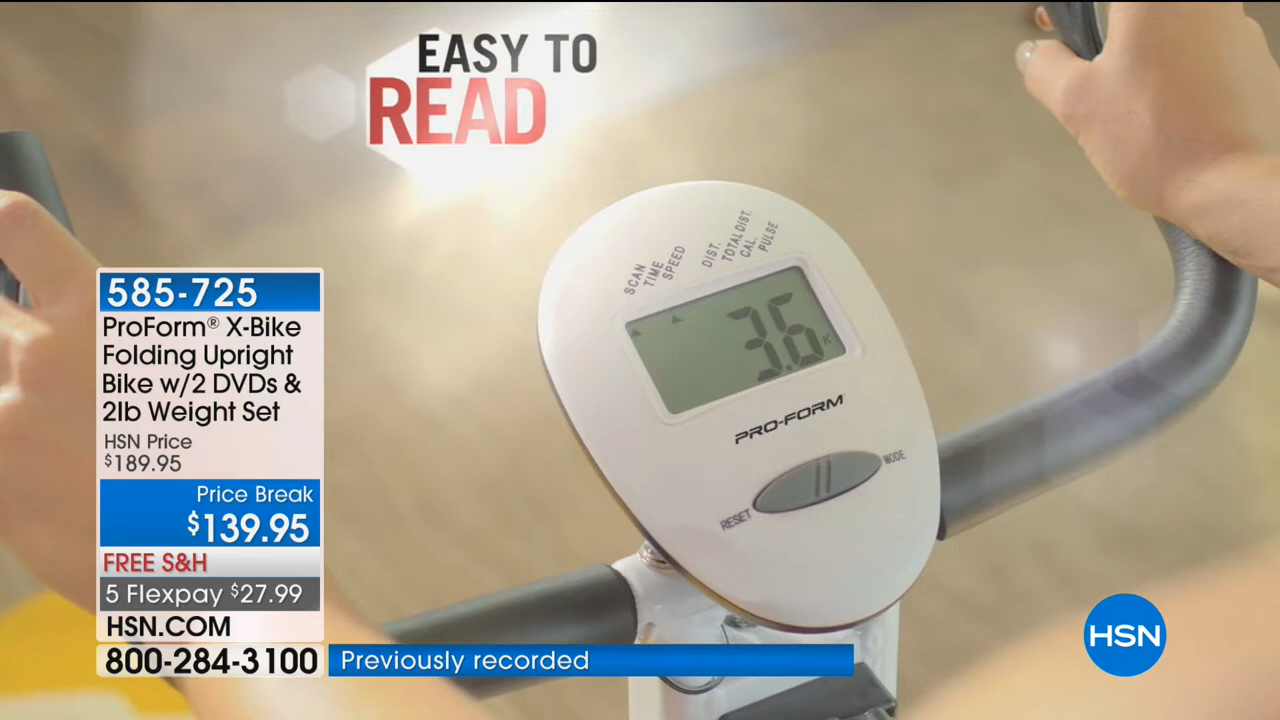 EASY TO
READ
SCAN
TIME
SPEED
DIST.
TOTAL DIST.
CAL.
PULSE
3.6 K
PRO-FORM
MODE
RESET
585-725
ProForm® X-Bike
Folding Upright
Bike w/2 DVDs &
2lb Weight Set
HSN Price
$189.95
Price Break
$139.95
FREE S&H
5 Flexpay $27.99
HSN.COM
800-284-3100
Previously recorded
HSN